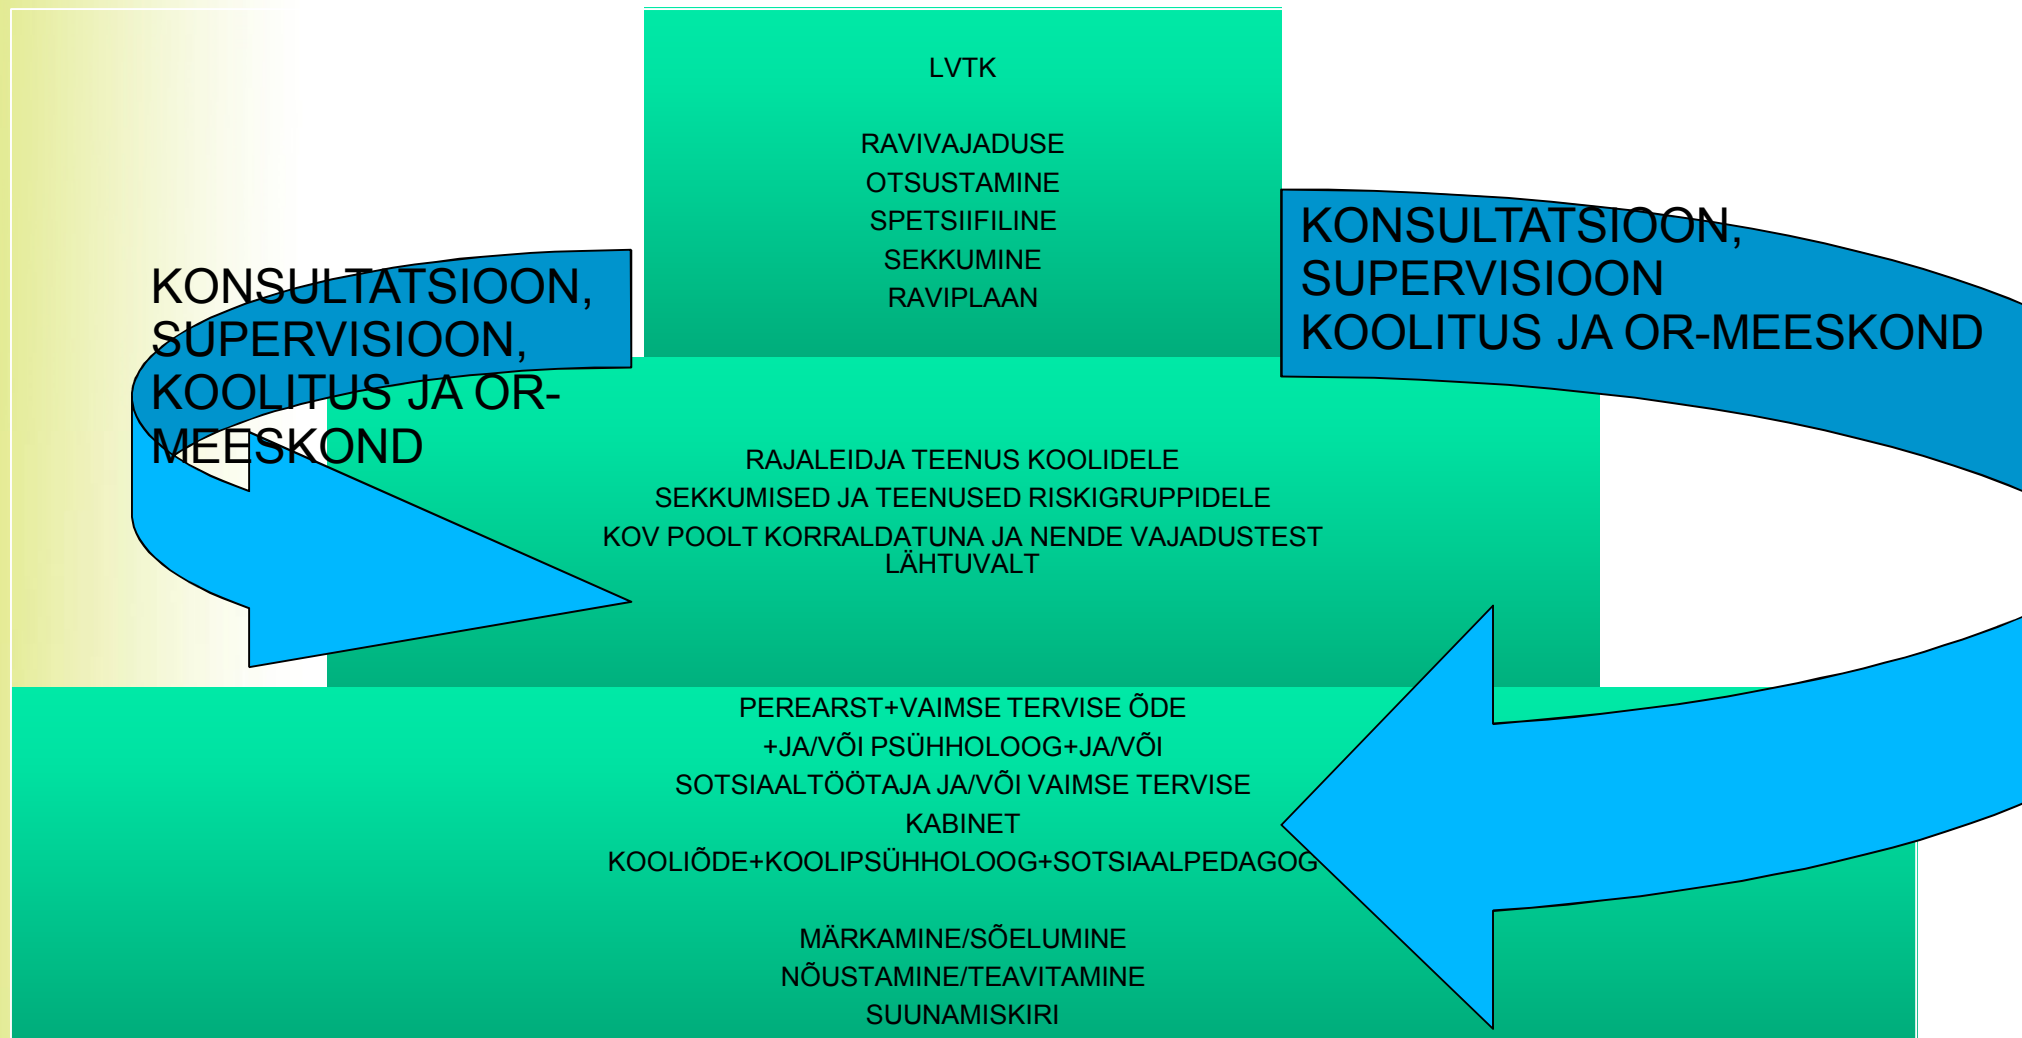 LVTK
RAVIVAJADUSE
OTSUSTAMINE
SPETSIIFILINE
SEKKUMINE
RAVIPLAAN
KONSULTATSIOON,
SUPERVISIOON,
KOOLITUS JA OR-
MEESKOND
KONSULTATSIOON,
SUPERVISIOON
KOOLITUS JA OR-MEESKOND
RAJALEIDJA TEENUS KOOLIDELE
SEKKUMISED JA TEENUSED RISKIGRUPPIDELE
KOV POOLT KORRALDATUNA JA NENDE VAJADUSTEST
LÄHTUVALT
PEREARST+VAIMSE TERVISE ÕDE
+JA/VÕI PSÜHHOLOOG+JA/VÕI
SOTSIAALTÖÖTAJA JA/VÕI VAIMSE TERVISE
KABINET
KOOLIÕDE+KOOLIPSÜHHOLOOG+SOTSIAALPEDAGOG
MÄRKAMINE/SÕELUMINE
NÕUSTAMINE/TEAVITAMINE
SUUNAMISKIRI